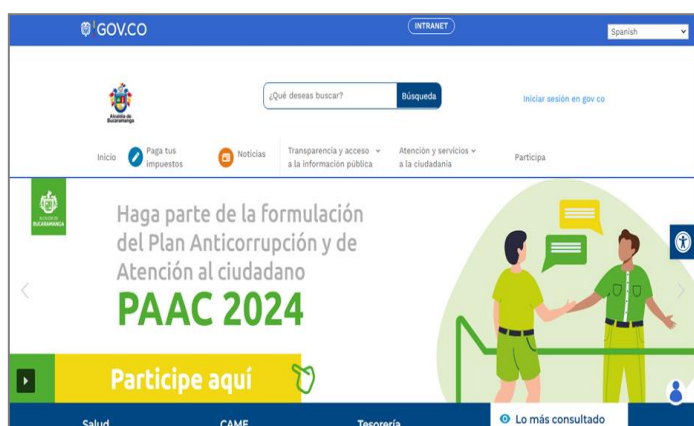 GOV.CO
INTRANET
Spanish
Alcaldía de
Bucaramanga
¿Qué deseas buscar?
Búsqueda
Iniciar sesión en gov co
Inicio
Paga tus
impuestos
Noticias
Transparencia y acceso
a la información pública
Atención y servicios
a la ciudadanía
Participa
ALCALDÍA DE
BUCARAMANGA
Haga parte de la formulación
del Plan Anticorrupción y de
Atención al ciudadano
PAAC 2024
Participe aquí
Salud
CAME
Tesorería
Lo más consultado